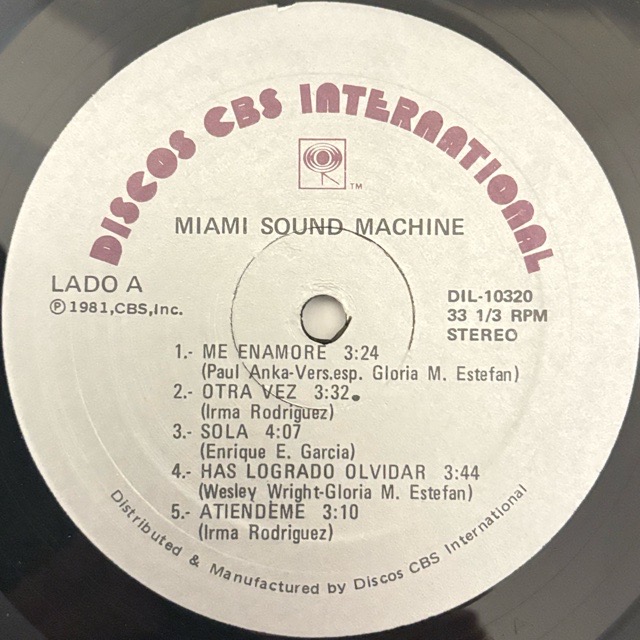 DISCOS CBS INTERNATIONAL
TM
MIAMI SOUND MACHINE
LADO A
Ⓟ1981,CBS,Inc.
DIL-10320
33 1/3 RPM
STEREO
1.- ME ENAMORE 3:24
(Paul Anka-Vers.esp. Gloria M. Estefan)
2.- OTRA VEZ 3:32.
(Irma Rodriguez)
3.- SOLA 4:07
(Enrique E. Garcia)
4.- HAS LOGRADO OLVIDAR 3:44
(Wesley Wright-Gloria M. Estefan)
5.- ATIENDEME 3:10
(Irma Rodriguez)
Distributed & Manufactured by Discos CBS International